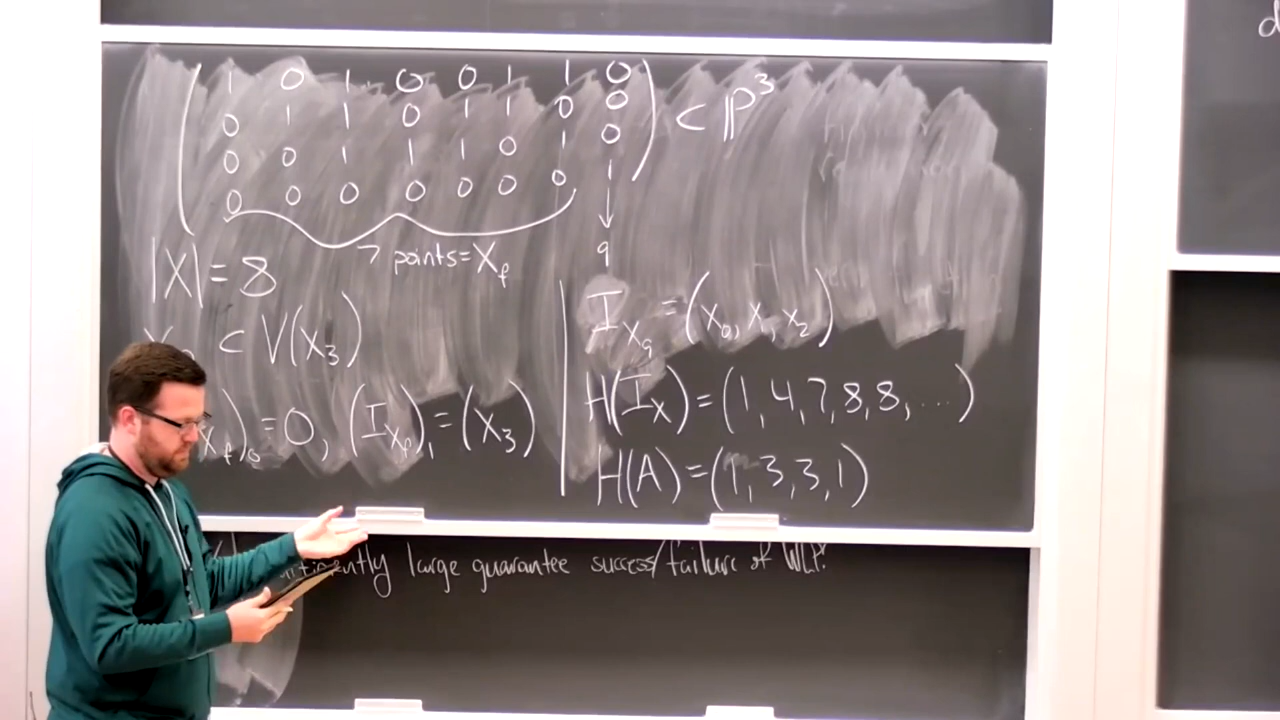 ( 1 0 1 0 0 1 1 0 ) ⊂ ℙ³
0 1 1 0 1 1 0 0
0 0 1 1 1 0 1 0
0 0 0 0 0 0 0 1
7 points = X_f
q
|X| = 8
⊂ V(x₃)
)₀ = 0, (I_{X_f})₁ = (x₃)
I_{X_q} = (x₀, x₁, x₂)
H(I_X) = (1, 4, 7, 8, 8, ...)
H(A) = (1, 3, 3, 1)
large guarantee success/failure of WLP?
d